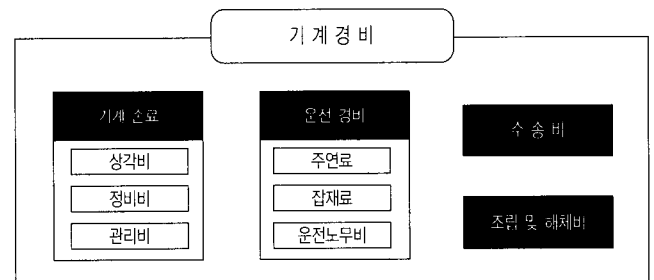 기계경비
기계 손료
상각비
정비비
관리비
운전 경비
주연료
잡재료
운전노무비
수송비
조립 및 해체비